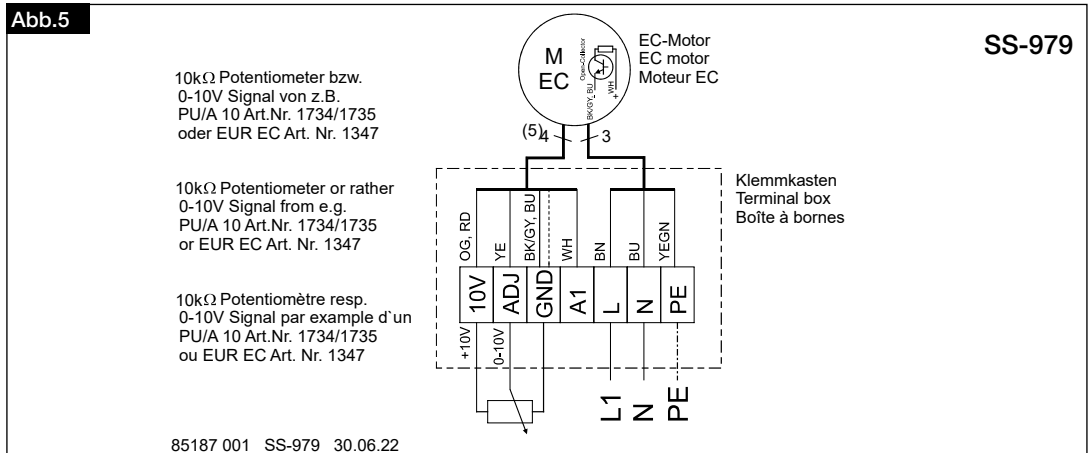 Abb.5
SS-979
10kΩ Potentiometer bzw.
0-10V Signal von z.B.
PU/A 10 Art.Nr. 1734/1735
oder EUR EC Art. Nr. 1347
10kΩ Potentiometer or rather
0-10V Signal from e.g.
PU/A 10 Art.Nr. 1734/1735
or EUR EC Art. Nr. 1347
10kΩ Potentiomètre resp.
0-10V Signal par example d`un
PU/A 10 Art.Nr. 1734/1735
ou EUR EC Art. Nr. 1347
M
EC
Open-Collector
BK/GY, BU
WH
+
-
EC-Motor
EC motor
Moteur EC
(5)
4
3
Klemmkasten
Terminal box
Boîte à bornes
OG, RD
YE
BK/GY, BU
WH
BN
BU
YEGN
10V
ADJ
GND
A1
L
N
PE
+10V
0-10V
L1
N
PE
85187 001 SS-979 30.06.22